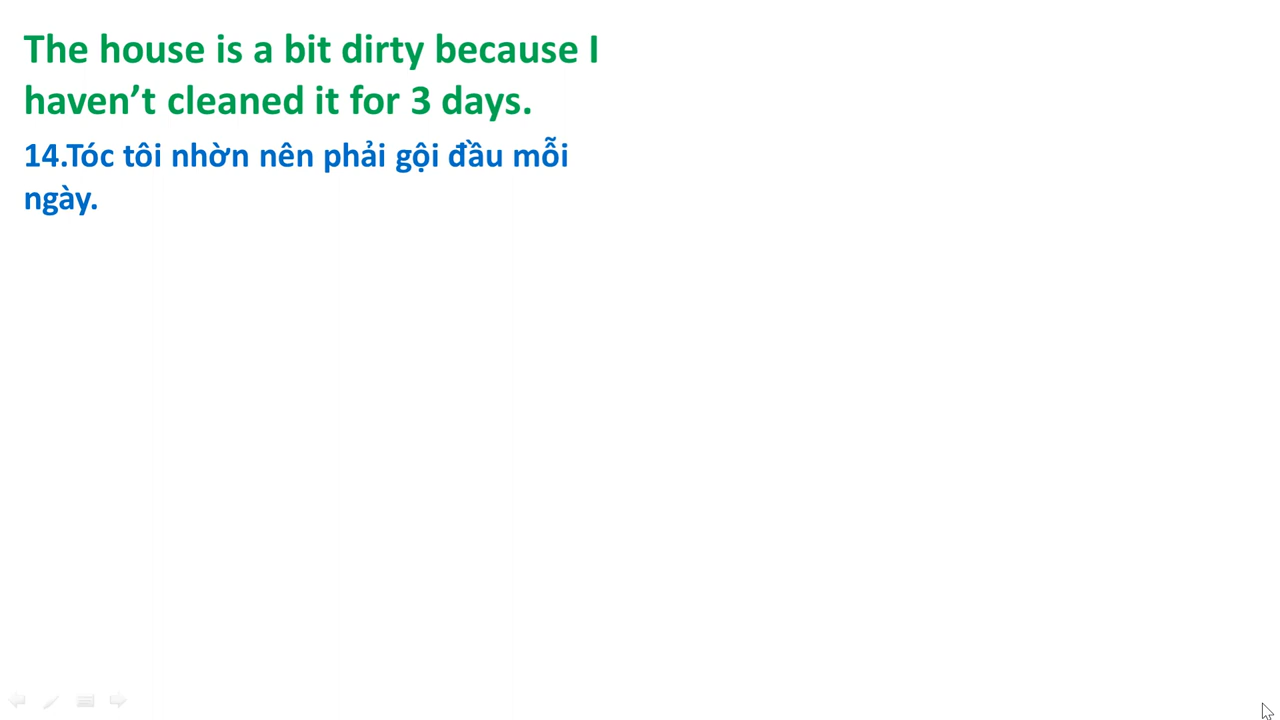 The house is a bit dirty because I
haven’t cleaned it for 3 days.
14.Tóc tôi nhờn nên phải gội đầu mỗi
ngày.